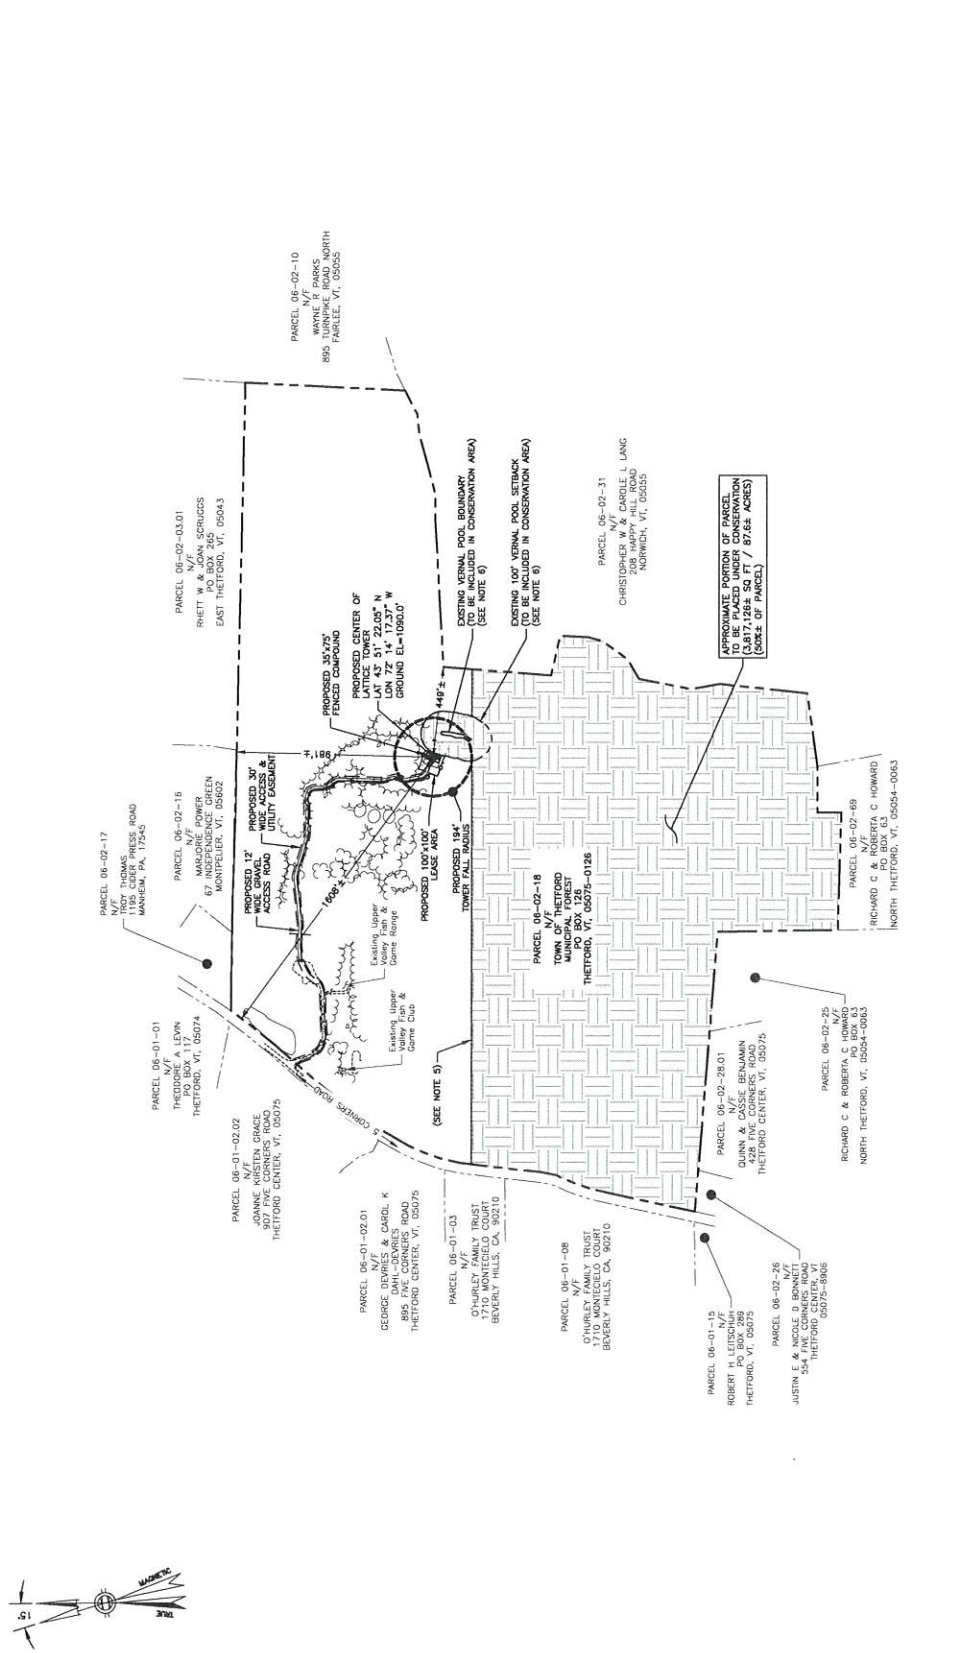 PARCEL 06-02-10
N/F
WAYNE R PARKS
895 TURNPIKE ROAD NORTH
FAIRLEE, VT, 05055
PARCEL 06-02-03.01
N/F
RHETT W & JOAN SCRUGGS
PO BOX 265
EAST THETFORD, VT, 05043
PARCEL 06-02-17
N/F
TROY THOMAS
1195 CIDER PRESS ROAD
MANHEIM, PA, 17545
PARCEL 06-02-16
N/F
MARJORIE POWER
67 INDEPENDENCE GREEN
MONTPELIER, VT, 05602
PARCEL 06-01-01
N/F
THEODORE A LEVIN
PO BOX 117
THETFORD, VT, 05074
PARCEL 06-01-02.02
N/F
JOANNE KIRSTEN GRACE
907 FIVE CORNERS ROAD
THETFORD CENTER, VT, 05075
PARCEL 06-01-02.01
N/F
GEORGE DEVRIES & CAROL K
DAHL-DEVRIES
895 FIVE CORNERS ROAD
THETFORD CENTER, VT, 05075
PARCEL 06-01-03
N/F
O'HURLEY FAMILY TRUST
1710 MONTECIELO COURT
BEVERLY HILLS, CA, 90210
PARCEL 06-01-08
N/F
O'HURLEY FAMILY TRUST
1710 MONTECIELO COURT
BEVERLY HILLS, CA, 90210
PARCEL 06-01-15
N/F
ROBERT H LEITSCHUH
PO BOX 289
THETFORD, VT, 05075
PARCEL 06-02-26
N/F
JUSTIN E & NICOLE D BONNETT
554 FIVE CORNERS ROAD
THETFORD CENTER, VT
05075-8906
PARCEL 06-02-28.01
N/F
QUINN & CASSIE BENJAMIN
428 FIVE CORNERS ROAD
THETFORD CENTER, VT, 05075
PARCEL 06-02-25
N/F
RICHARD C & ROBERTA C HOWARD
PO BOX 63
NORTH THETFORD, VT, 05054-0063
PARCEL 06-02-69
N/F
RICHARD C & ROBERTA C HOWARD
PO BOX 63
NORTH THETFORD, VT, 05054-0063
PARCEL 06-02-31
N/F
CHRISTOPHER W & CAROLE L LANG
208 HAPPY HILL ROAD
NORWICH, VT, 05055
PARCEL 06-02-18
N/F
TOWN OF THETFORD
MUNICIPAL FOREST
PO BOX 126
THETFORD, VT, 05075-0126
APPROXIMATE PORTION OF PARCEL
TO BE PLACED UNDER CONSERVATION
(3,817,126± SQ FT / 87.6± ACRES)
(50%± OF PARCEL)
EXISTING VERNAL POOL BOUNDARY
(TO BE INCLUDED IN CONSERVATION AREA)
(SEE NOTE 6)
EXISTING 100' VERNAL POOL SETBACK
(TO BE INCLUDED IN CONSERVATION AREA)
(SEE NOTE 6)
PROPOSED 35'x75'
FENCED COMPOUND
PROPOSED CENTER OF
LATTICE TOWER
LAT 43° 51' 22.05" N
LON 72° 14' 17.37" W
GROUND EL=1090.0'
PROPOSED 12'
WIDE GRAVEL
ACCESS ROAD
PROPOSED 30'
WIDE ACCESS &
UTILITY EASEMENT
PROPOSED 100'x100'
LEASE AREA
PROPOSED 194'
TOWER FALL RADIUS
981'±
449'±
1608'±
Existing Upper
Valley Fish &
Game Range
Existing Upper
Valley Fish &
Game Club
(SEE NOTE 5)
5 CORNERS ROAD
15°
MAGNETIC
TRUE